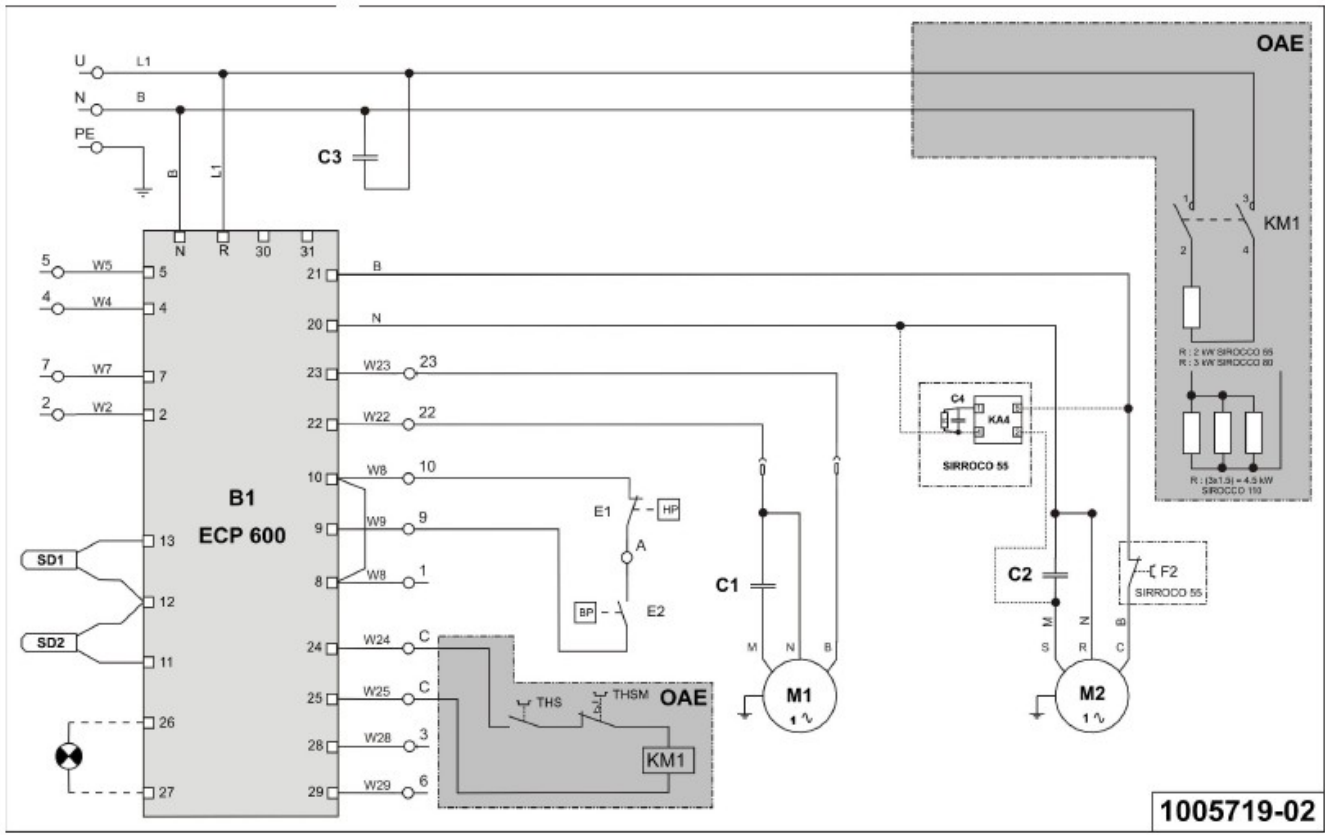 OAE
U L1
N B
PE
C3
B
L1
1 3
KM1
2 4
N R 30 31
5 W5 5
4 W4 4
7 W7 7
2 W2 2
21 B
20 N
23 W23 23
22 W22 22
R : 2 kW SIROCCO 55
R : 3 kW SIROCCO 80
C4
1 5
KA4
2
SIRROCO 55
R : (3x1.5) = 4.5 kW
SIROCCO 110
B1
ECP 600
10 W8 10
E1 HP
9 W9 9
A
8 W8 1
BP E2
13
SD1
12
SD2
11
C1
C2
F2
SIRROCO 55
24 W24 C
25 W25 C
OAE
THS THSM
KM1
28 W28 3
29 W29 6
26
27
M N B
M1
1 ∿
M N B
S R C
M2
1 ∿
1005719-02